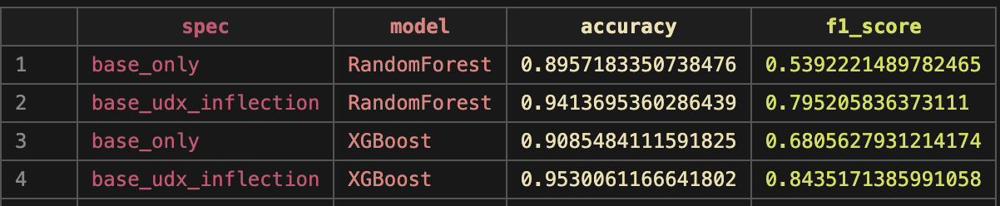 spec model accuracy f1_score
1 base_only RandomForest 0.8957183350738476 0.5392221489782465
2 base_udx_inflection RandomForest 0.9413695360286439 0.795205836373111
3 base_only XGBoost 0.9085484111591825 0.6805627931214174
4 base_udx_inflection XGBoost 0.9530061166641802 0.8435171385991058